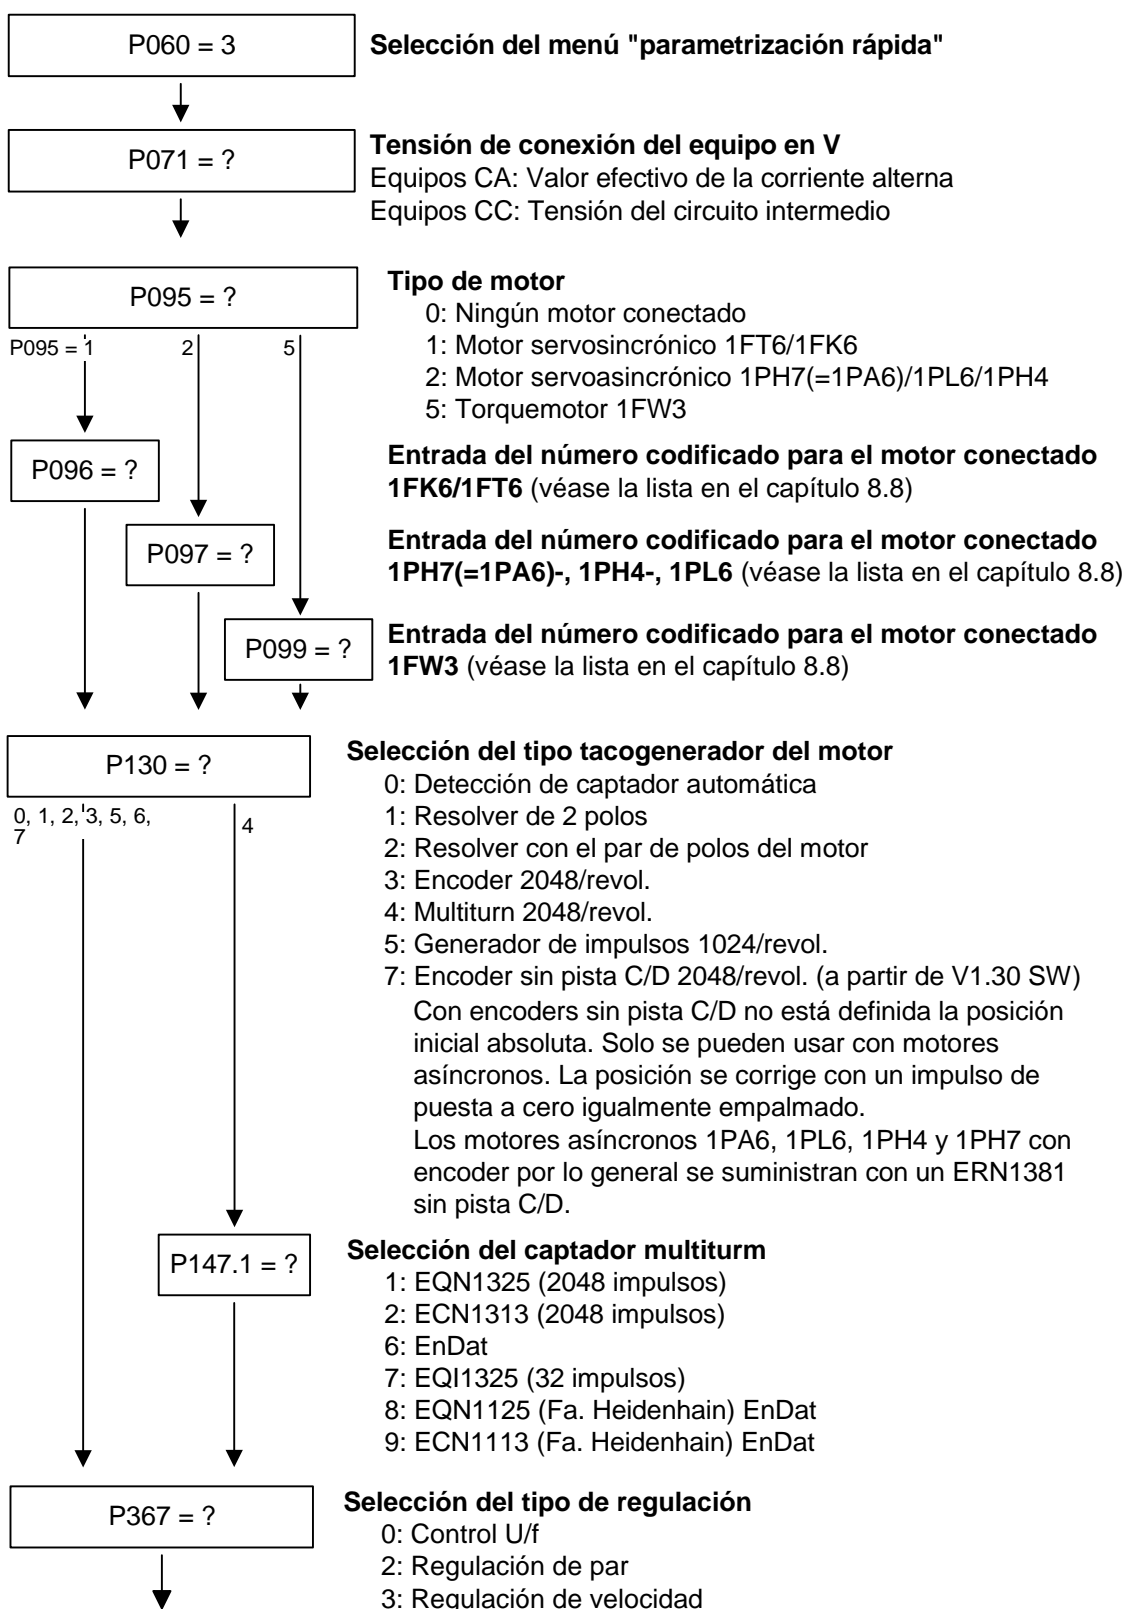 P060 = 3
Selección del menú "parametrización rápida"
P071 = ?
Tensión de conexión del equipo en V
Equipos CA: Valor efectivo de la corriente alterna
Equipos CC: Tensión del circuito intermedio
P095 = ?
Tipo de motor
0: Ningún motor conectado
1: Motor servosincrónico 1FT6/1FK6
2: Motor servoasincrónico 1PH7(=1PA6)/1PL6/1PH4
5: Torquemotor 1FW3
P095 = 1
2
5
P096 = ?
Entrada del número codificado para el motor conectado
1FK6/1FT6 (véase la lista en el capítulo 8.8)
P097 = ?
Entrada del número codificado para el motor conectado
1PH7(=1PA6)-, 1PH4-, 1PL6 (véase la lista en el capítulo 8.8)
P099 = ?
Entrada del número codificado para el motor conectado
1FW3 (véase la lista en el capítulo 8.8)
P130 = ?
Selección del tipo tacogenerador del motor
0: Detección de captador automática
1: Resolver de 2 polos
2: Resolver con el par de polos del motor
3: Encoder 2048/revol.
4: Multiturn 2048/revol.
5: Generador de impulsos 1024/revol.
7: Encoder sin pista C/D 2048/revol. (a partir de V1.30 SW)
Con encoders sin pista C/D no está definida la posición
inicial absoluta. Solo se pueden usar con motores
asíncronos. La posición se corrige con un impulso de
puesta a cero igualmente empalmado.
Los motores asíncronos 1PA6, 1PL6, 1PH4 y 1PH7 con
encoder por lo general se suministran con un ERN1381
sin pista C/D.
0, 1, 2, 3, 5, 6,
7
4
P147.1 = ?
Selección del captador multiturm
1: EQN1325 (2048 impulsos)
2: ECN1313 (2048 impulsos)
6: EnDat
7: EQI1325 (32 impulsos)
8: EQN1125 (Fa. Heidenhain) EnDat
9: ECN1113 (Fa. Heidenhain) EnDat
P367 = ?
Selección del tipo de regulación
0: Control U/f
2: Regulación de par
3: Regulación de velocidad